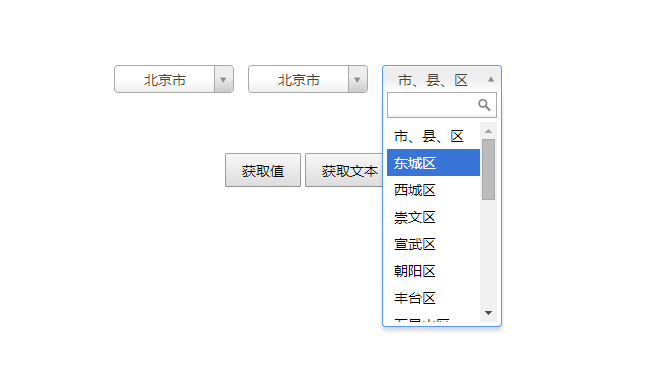 北京市
北京市
市、县、区
市、县、区
东城区
获取值
获取文本
西城区
崇文区
宣武区
朝阳区
丰台区